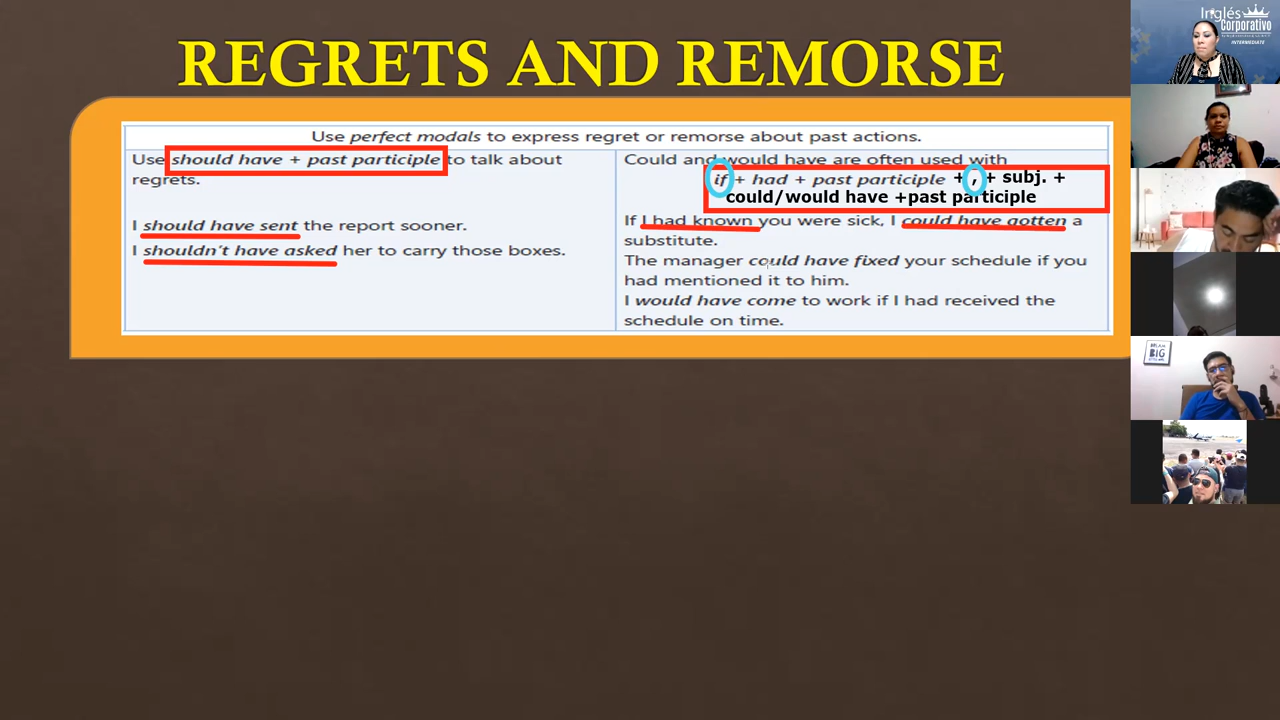 REGRETS AND REMORSE
Use perfect modals to express regret or remorse about past actions.
Use should have + past participle to talk about
regrets.
I should have sent the report sooner.
I shouldn't have asked her to carry those boxes.
Could and would have are often used with
if + had + past participle + , + subj. +
could/would have +past participle
If I had known you were sick, I could have gotten a
substitute.
The manager could have fixed your schedule if you
had mentioned it to him.
I would have come to work if I had received the
schedule on time.
Inglés
Corporativo
INTERMEDIATE
BIG